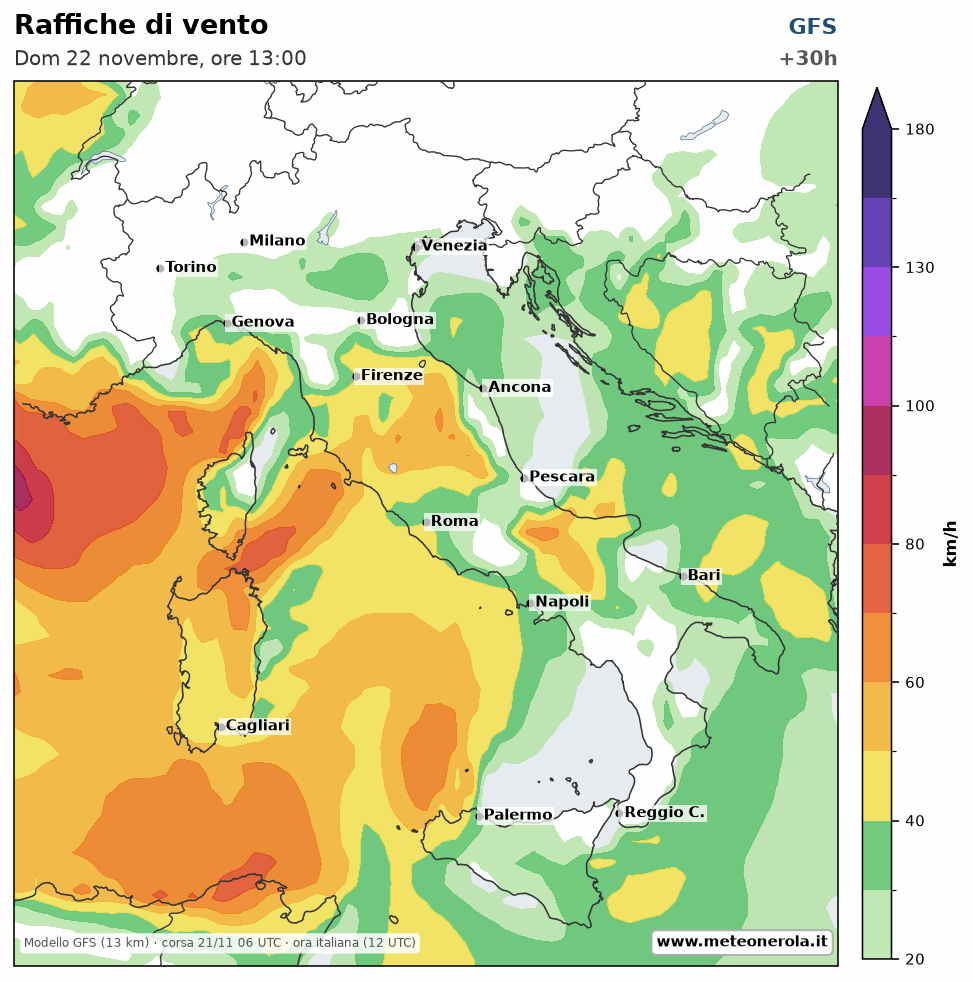 Raffiche di vento
GFS
Dom 22 novembre, ore 13:00
+30h
180
130
100
80
60
40
20
km/h
Milano
Venezia
Torino
Genova
Bologna
Firenze
Ancona
Pescara
Roma
Bari
Napoli
Cagliari
Palermo
Reggio C.
Modello GFS (13 km) · corsa 21/11 06 UTC · ora italiana (12 UTC)
www.meteonerola.it